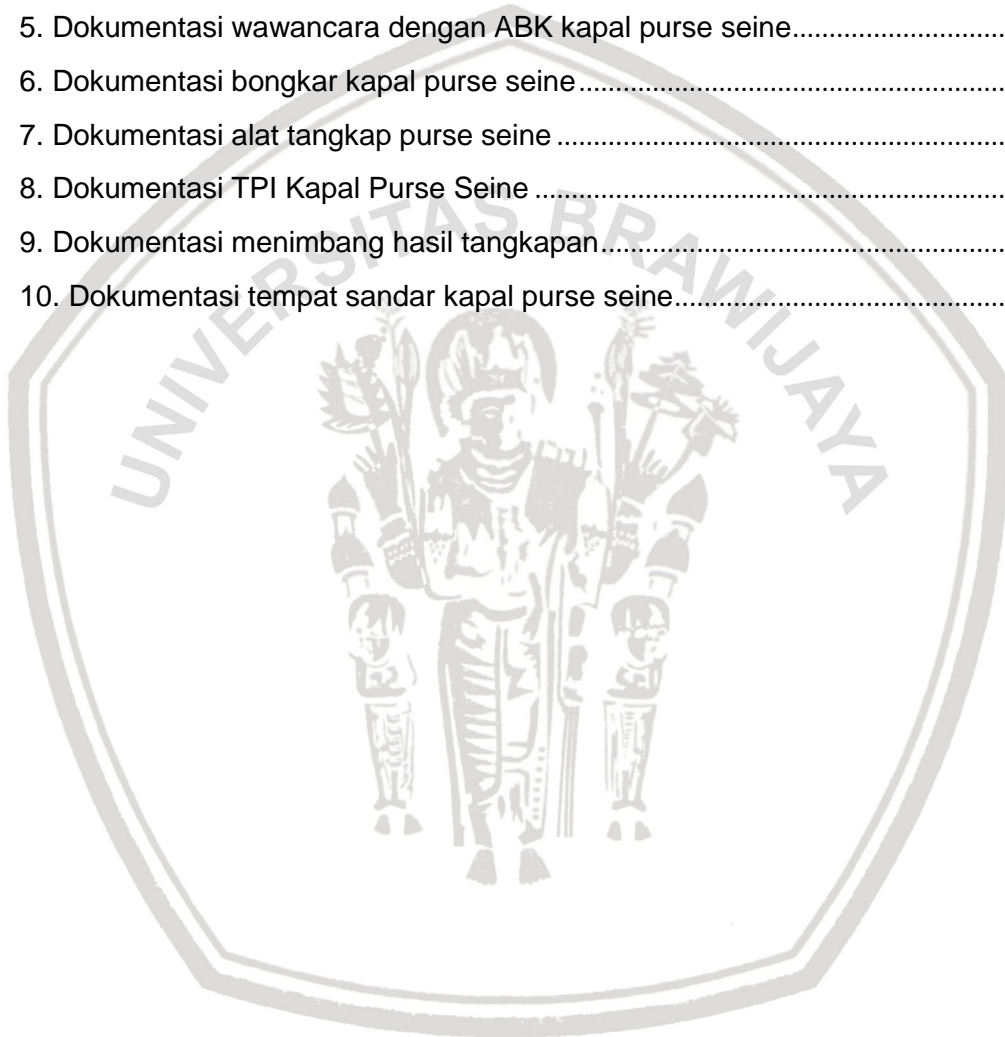 5. Dokumentasi wawancara dengan ABK kapal purse seine............................
6. Dokumentasi bongkar kapal purse seine......................................................
7. Dokumentasi alat tangkap purse seine.........................................................
8. Dokumentasi TPI Kapal Purse Seine............................................................
9. Dokumentasi menimbang hasil tangkapan...................................................
10. Dokumentasi tempat sandar kapal purse seine..........................................
UNIVERSITAS BRAWIJAYA